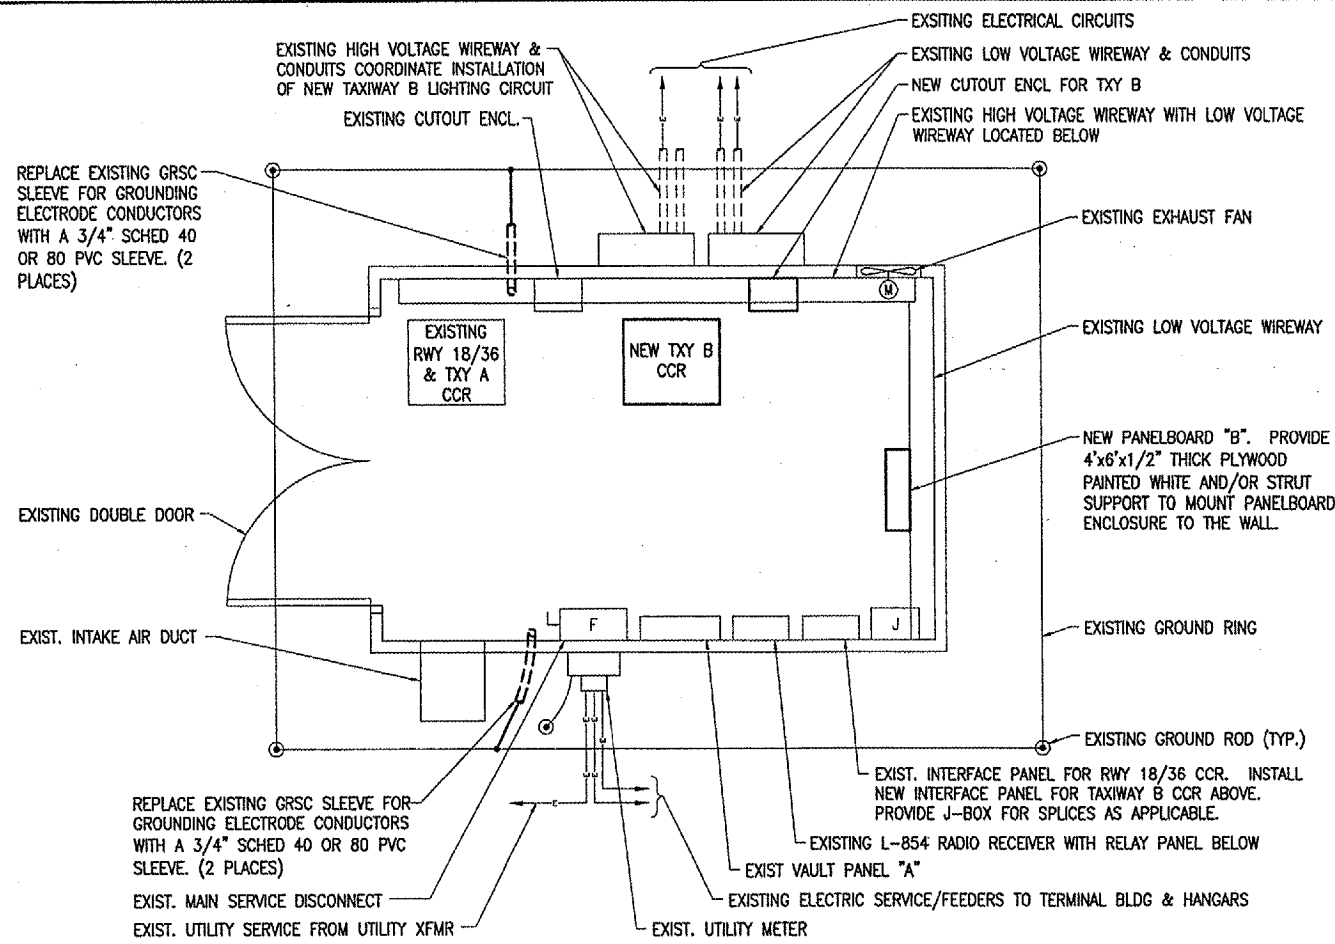 EXSITING ELECTRICAL CIRCUITS
EXISTING HIGH VOLTAGE WIREWAY &
CONDUITS COORDINATE INSTALLATION
OF NEW TAXIWAY B LIGHTING CIRCUIT
EXSITING LOW VOLTAGE WIREWAY & CONDUITS
NEW CUTOUT ENCL FOR TXY B
EXISTING CUTOUT ENCL.
EXISTING HIGH VOLTAGE WIREWAY WITH LOW VOLTAGE
WIREWAY LOCATED BELOW
REPLACE EXISTING GRSC
SLEEVE FOR GROUNDING
ELECTRODE CONDUCTORS
WITH A 3/4" SCHED 40
OR 80 PVC SLEEVE. (2
PLACES)
EXISTING EXHAUST FAN
M
EXISTING
RWY 18/36
& TXY A
CCR
NEW TXY B
CCR
EXISTING LOW VOLTAGE WIREWAY
NEW PANELBOARD "B". PROVIDE
4'x6'x1/2" THICK PLYWOOD
PAINTED WHITE AND/OR STRUT
SUPPORT TO MOUNT PANELBOARD
ENCLOSURE TO THE WALL.
EXISTING DOUBLE DOOR
F
J
EXIST. INTAKE AIR DUCT
EXISTING GROUND RING
EXISTING GROUND ROD (TYP.)
E
EXIST. INTERFACE PANEL FOR RWY 18/36 CCR. INSTALL
NEW INTERFACE PANEL FOR TAXIWAY B CCR ABOVE.
PROVIDE J-BOX FOR SPLICES AS APPLICABLE.
REPLACE EXISTING GRSC SLEEVE FOR
GROUNDING ELECTRODE CONDUCTORS
WITH A 3/4" SCHED 40 OR 80 PVC
SLEEVE. (2 PLACES)
EXISTING L-854 RADIO RECEIVER WITH RELAY PANEL BELOW
EXIST VAULT PANEL "A"
EXIST. MAIN SERVICE DISCONNECT
EXISTING ELECTRIC SERVICE/FEEDERS TO TERMINAL BLDG & HANGARS
EXIST. UTILITY SERVICE FROM UTILITY XFMR
EXIST. UTILITY METER